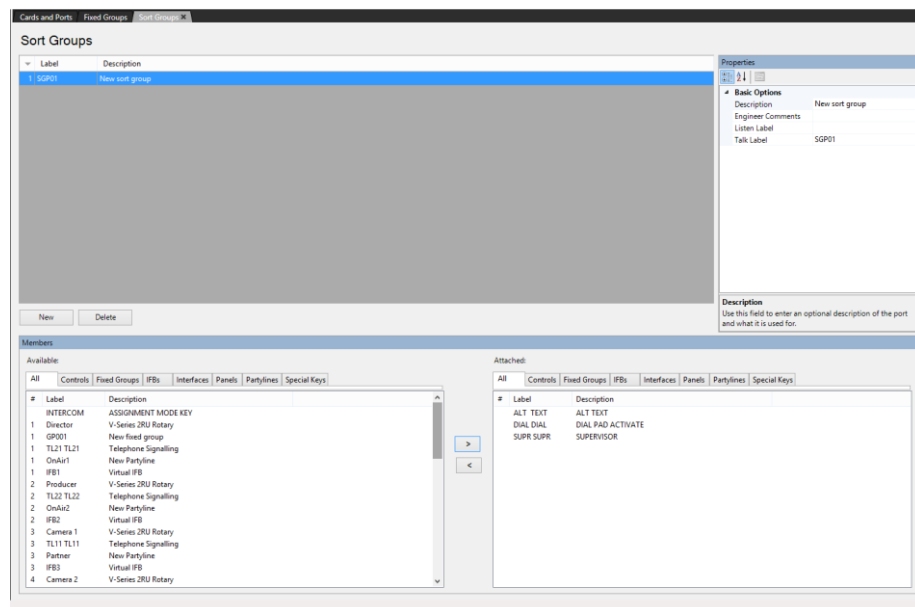 Cards and Ports Fixed Groups Sort Groups
Sort Groups
Label Description
1 SGP01 New sort group
Properties
Basic Options
Description New sort group
Engineer Comments
Listen Label
Talk Label SGP01
Description
Use this field to enter an optional description of the port
and what it is used for.
New Delete
Members
Available:
All Controls Fixed Groups IFBs Interfaces Panels Partylines Special Keys
# Label Description
INTERCOM ASSIGNMENT MODE KEY
1 Director V-Series 2RU Rotary
1 GP001 New fixed group
1 TL21 TL21 Telephone Signalling
1 OnAir1 New Partyline
1 IFB1 Virtual IFB
2 Producer V-Series 2RU Rotary
2 TL22 TL22 Telephone Signalling
2 OnAir2 New Partyline
2 IFB2 Virtual IFB
3 Camera 1 V-Series 2RU Rotary
3 TL11 TL11 Telephone Signalling
3 Partner New Partyline
3 IFB3 Virtual IFB
4 Camera 2 V-Series 2RU Rotary
>
<
Attached:
All Controls Fixed Groups IFBs Interfaces Panels Partylines Special Keys
# Label Description
ALT TEXT ALT TEXT
DIAL DIAL DIAL PAD ACTIVATE
SUPR SUPR SUPERVISOR